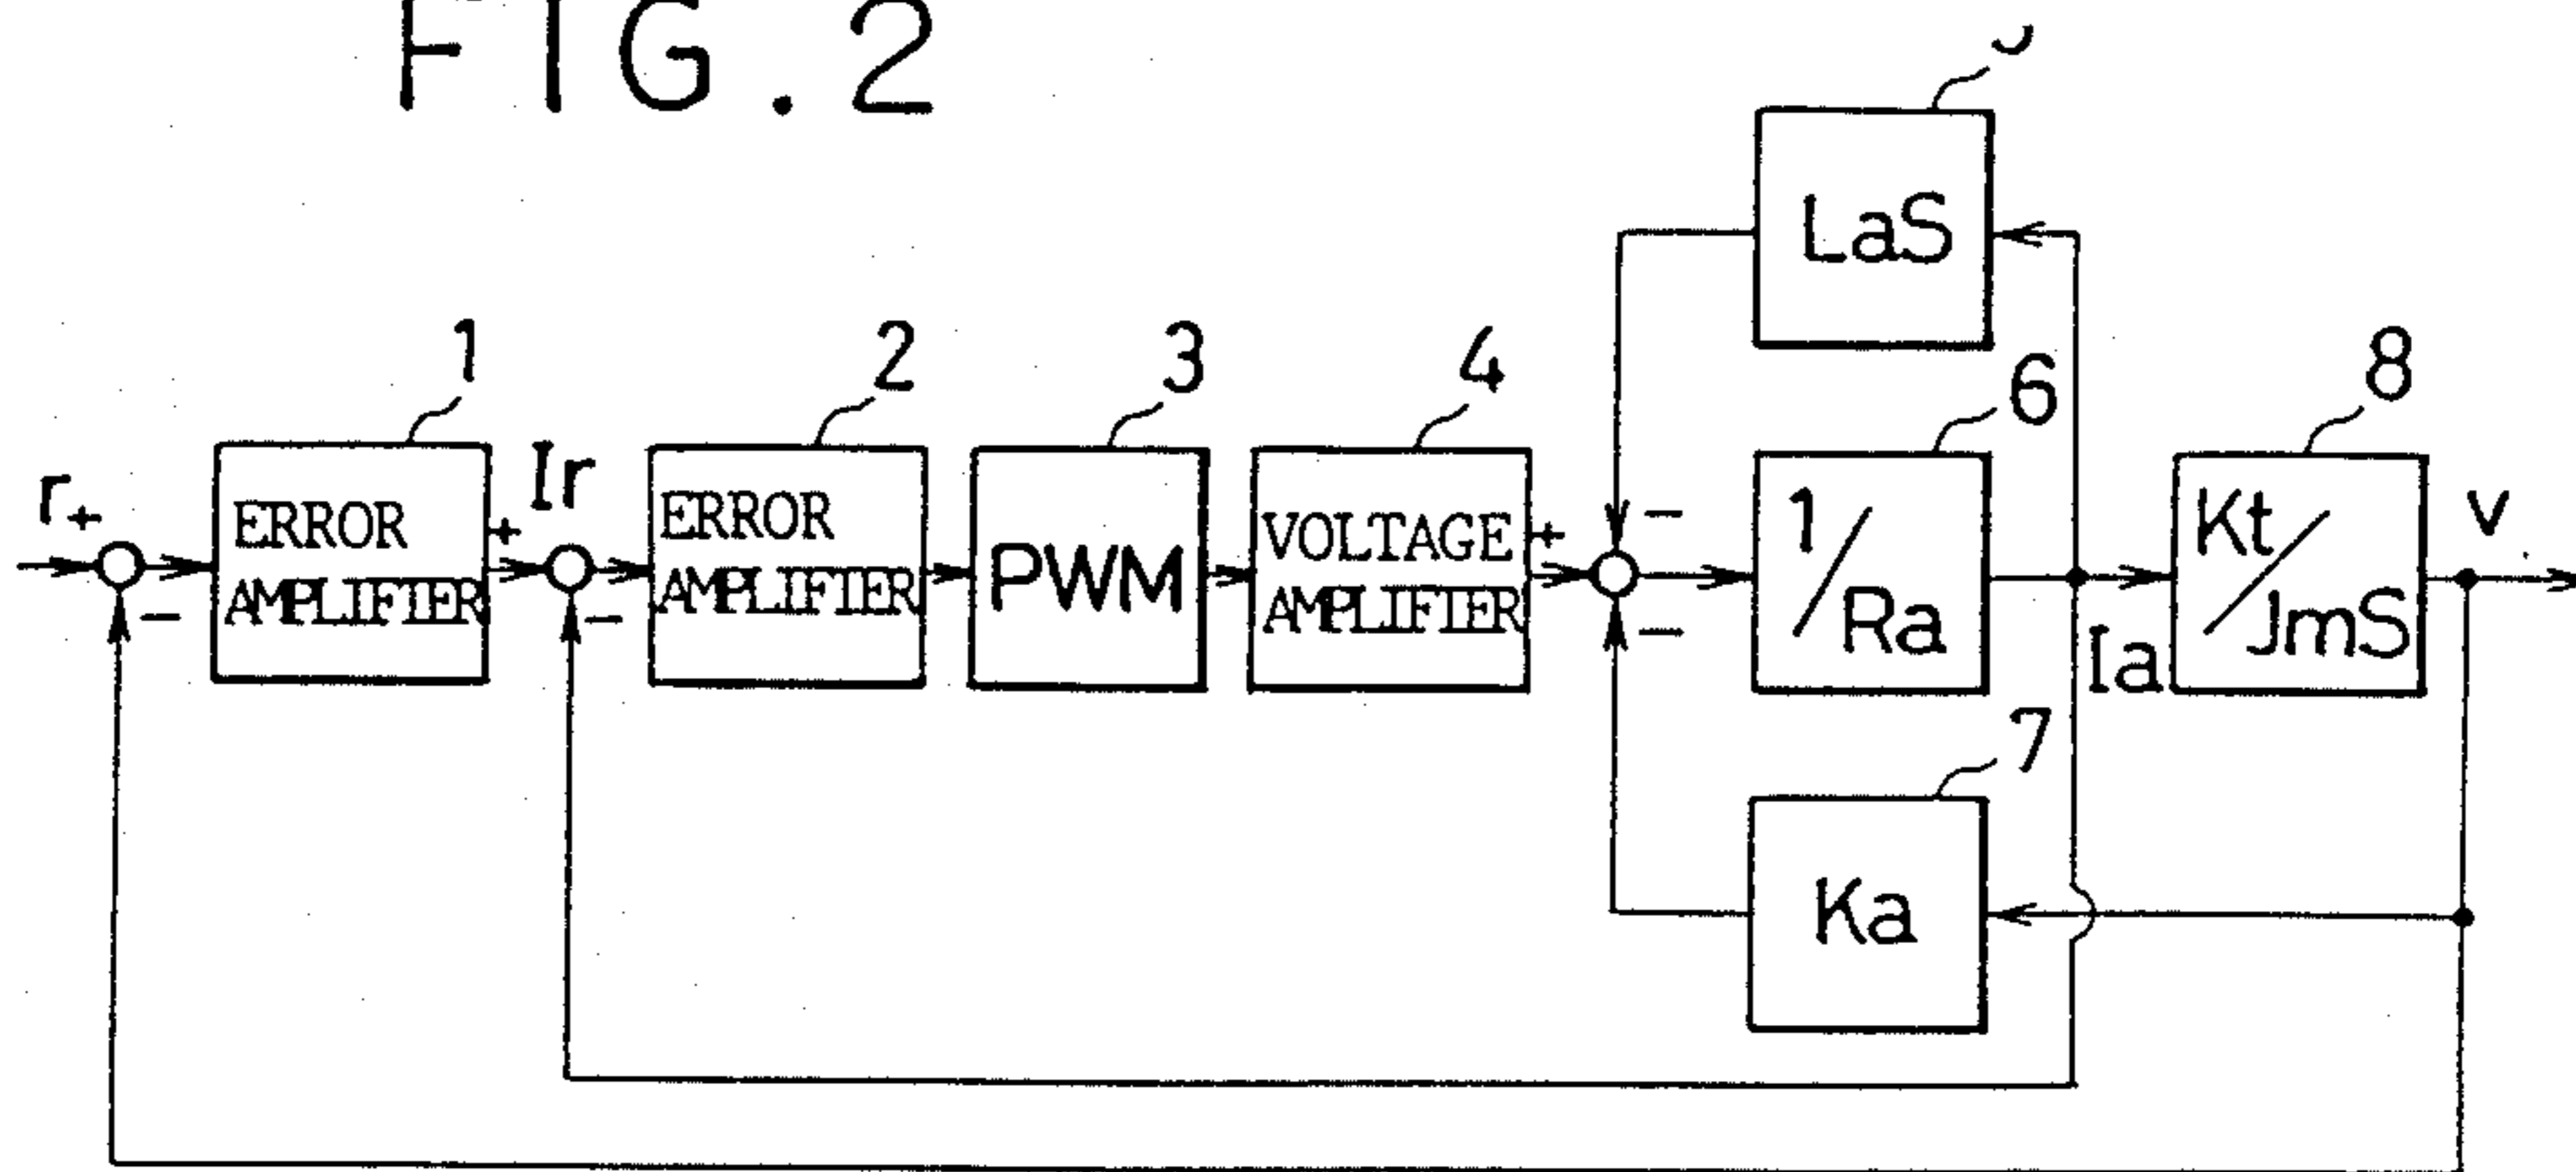 FIG.2
LaS
1
2
3
4
6
8
r
+
ERROR
AMPLIFIER
+
Ir
ERROR
AMPLIFIER
PWM
VOLTAGE
AMPLIFIER
+
−
1/Ra
Kt/JmS
v
−
−
−
Ia
7
Ka